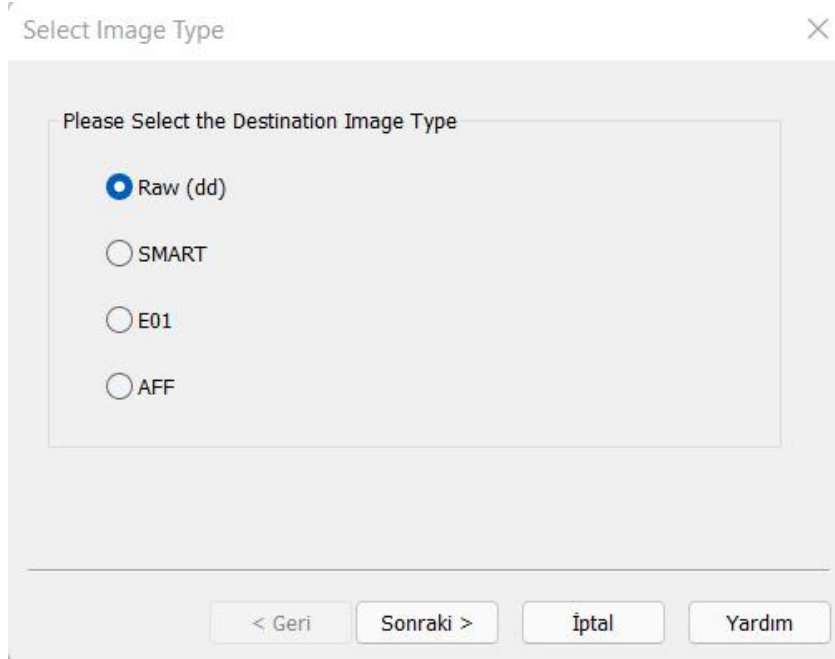 Select Image Type
Please Select the Destination Image Type
Raw (dd)
SMART
E01
AFF
< Geri
Sonraki >
İptal
Yardım